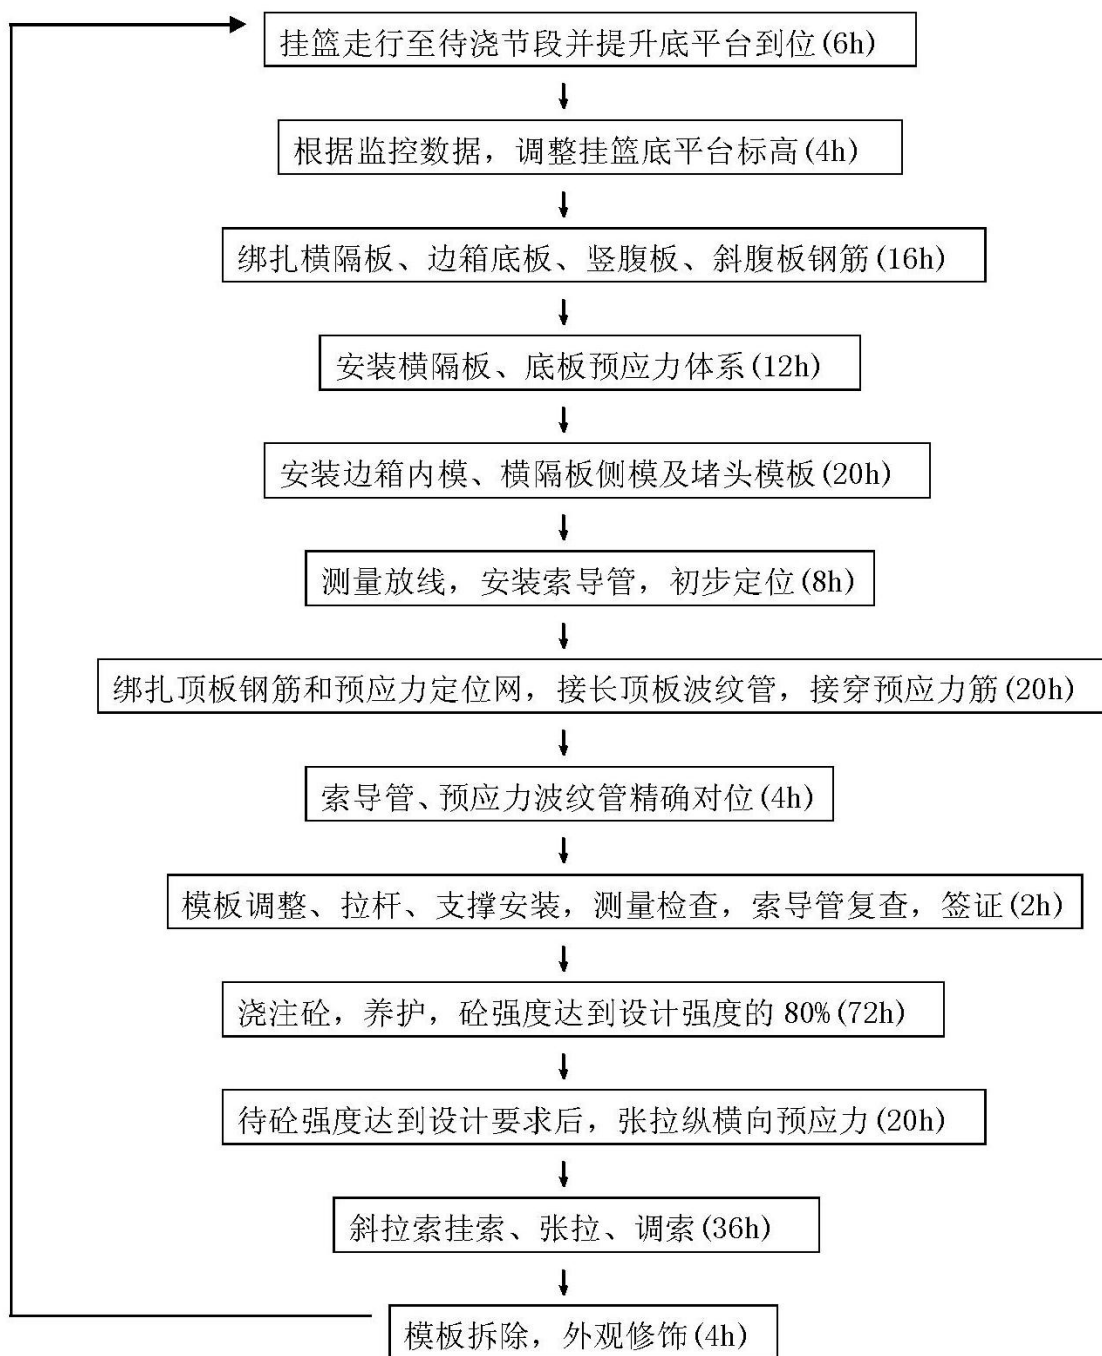 挂篮走行至待浇节段并提升底平台到位(6h)
根据监控数据，调整挂篮底平台标高(4h)
绑扎横隔板、边箱底板、竖腹板、斜腹板钢筋(16h)
安装横隔板、底板预应力体系(12h)
安装边箱内模、横隔板侧模及堵头模板(20h)
测量放线，安装索导管，初步定位(8h)
绑扎顶板钢筋和预应力定位网，接长顶板波纹管，接穿预应力筋(20h)
索导管、预应力波纹管精确对位(4h)
模板调整、拉杆、支撑安装，测量检查，索导管复查，签证(2h)
浇注砼，养护，砼强度达到设计强度的 80%(72h)
待砼强度达到设计要求后，张拉纵横向预应力(20h)
斜拉索挂索、张拉、调索(36h)
模板拆除，外观修饰(4h)